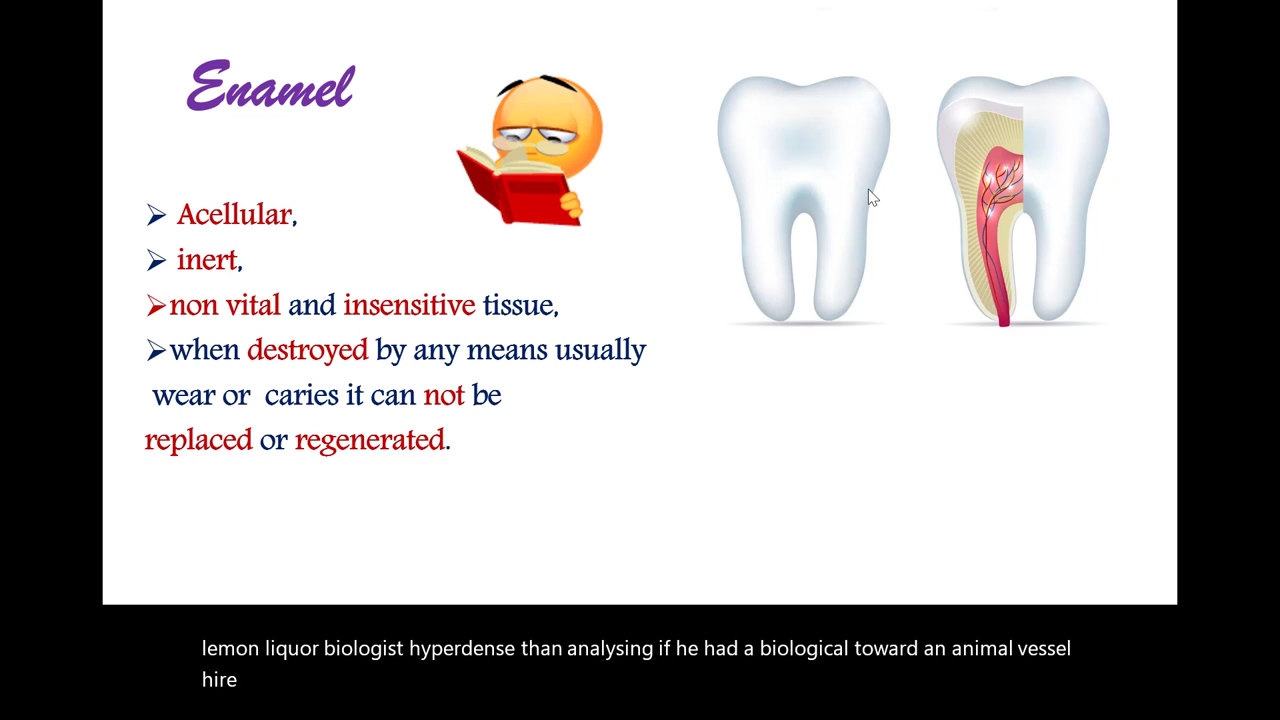 Enamel
➢ Acellular,
➢ inert,
➢non vital and insensitive tissue,
➢when destroyed by any means usually
wear or caries it can not be
replaced or regenerated.
lemon liquor biologist hyperdense than analysing if he had a biological toward an animal vessel
hire